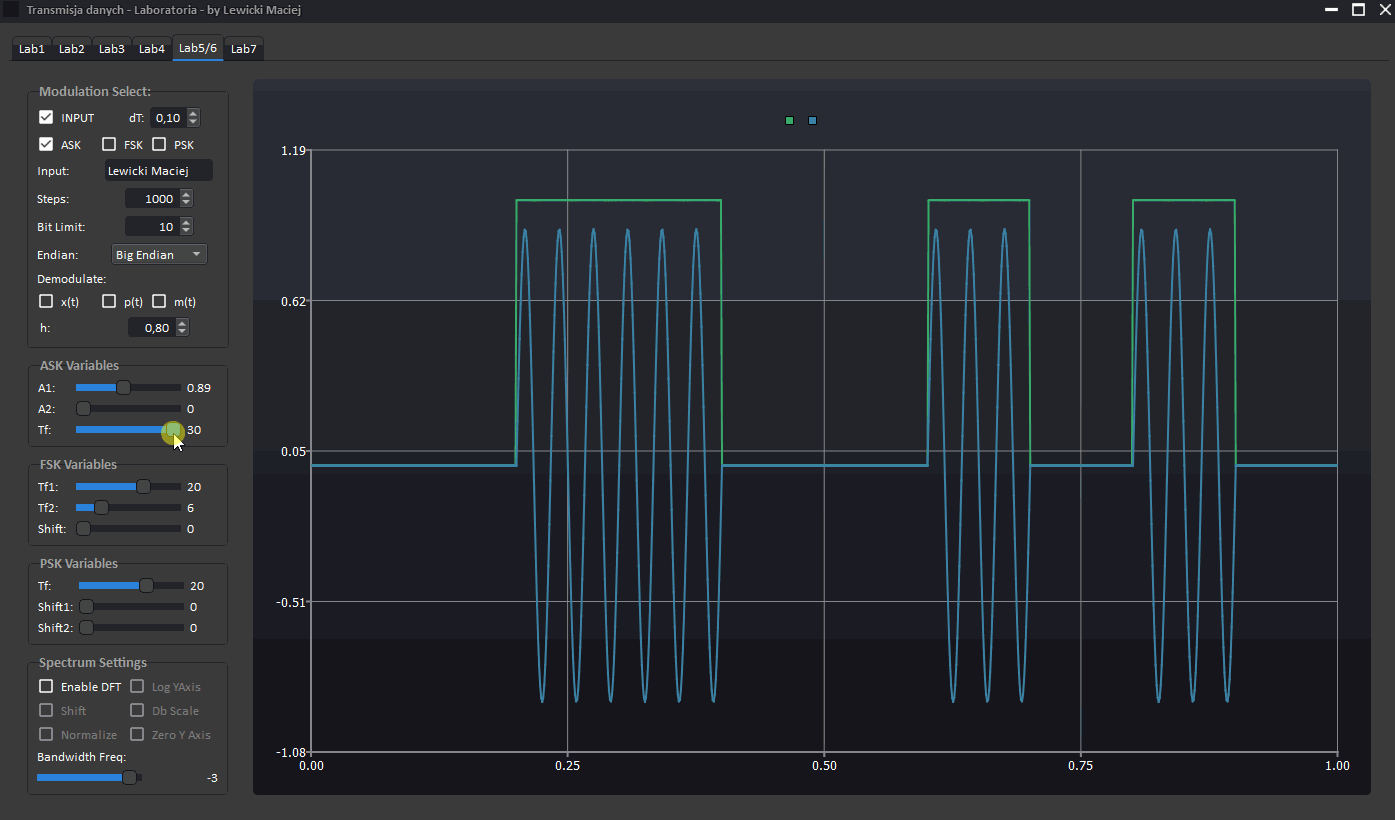 Transmisja danych - Laboratoria - by Lewicki Maciej
Lab1 Lab2 Lab3 Lab4 Lab5/6 Lab7
Modulation Select:
INPUT dT: 0,10
ASK FSK PSK
Input: Lewicki Maciej
Steps: 1000
Bit Limit: 10
Endian: Big Endian
Demodulate:
x(t) p(t) m(t)
h: 0,80
ASK Variables
A1: 0.89
A2: 0
Tf: 30
FSK Variables
Tf1: 20
Tf2: 6
Shift: 0
PSK Variables
Tf: 20
Shift1: 0
Shift2: 0
Spectrum Settings
Enable DFT Log YAxis
Shift Db Scale
Normalize Zero Y Axis
Bandwidth Freq:
-3
1.19
0.62
0.05
-0.51
-1.08
0.00 0.25 0.50 0.75 1.00